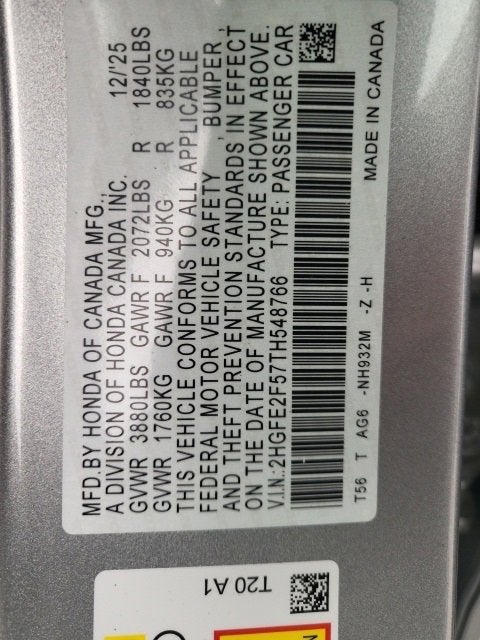 MFD.BY HONDA OF CANADA MFG., 12/'25
A DIVISION OF HONDA CANADA INC.
GVWR 3880LBS GAWR F 2072LBS R 1840LBS
GVWR 1760KG GAWR F 940KG R 835KG
THIS VEHICLE CONFORMS TO ALL APPLICABLE
FEDERAL MOTOR VEHICLE SAFETY , BUMPER ,
AND THEFT PREVENTION STANDARDS IN EFFECT
ON THE DATE OF MANUFACTURE SHOWN ABOVE.
V.I.N.:2HGFE2F57TH548766 TYPE: PASSENGER CAR
T56 T AG6 -NH932M -Z -H
MADE IN CANADA
T20 A1